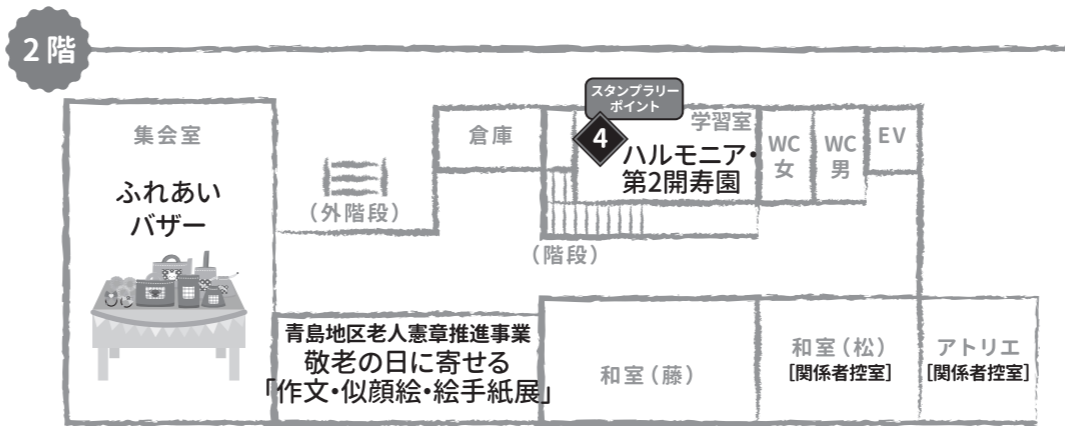 2階
集会室
ふれあい
バザー
(外階段)
倉庫
スタンプラリー
ポイント
4
学習室
ハルモニア・
第2開寿園
WC
女
WC
男
EV
(階段)
青島地区老人憲章推進事業
敬老の日に寄せる
「作文・似顔絵・絵手紙展」
和室(藤)
和室(松)
[関係者控室]
アトリエ
[関係者控室]